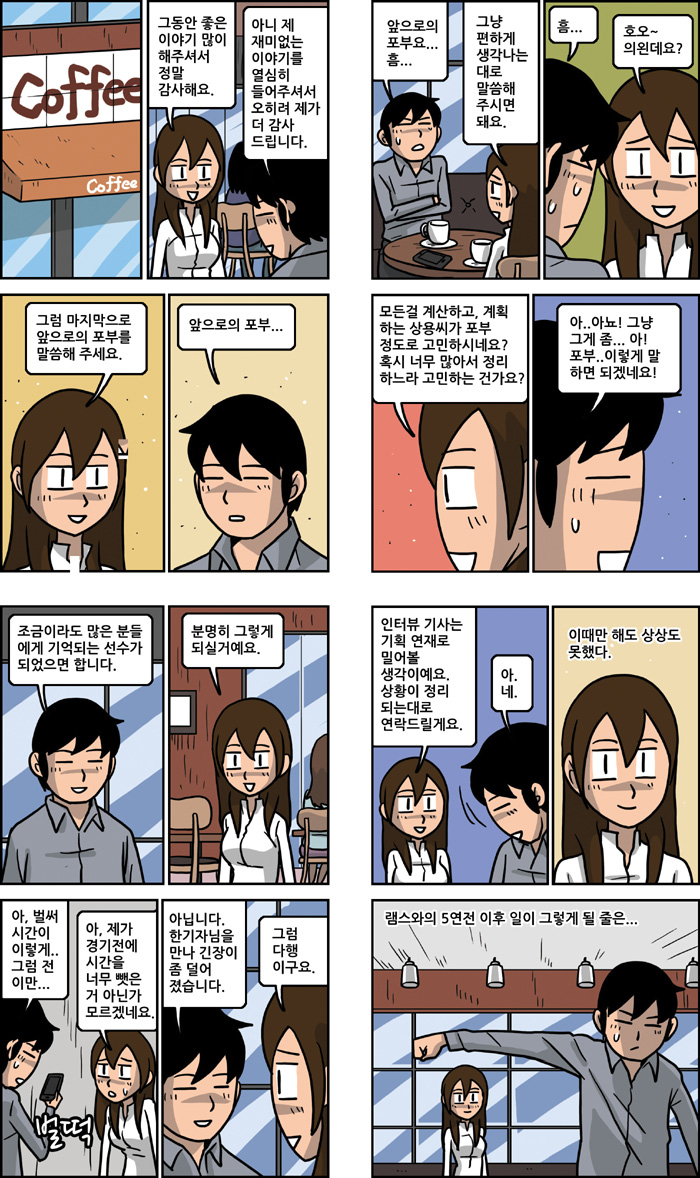 Coffee
Coffee
그동안 좋은
이야기 많이
해주셔서
정말
감사해요.
아니 제
재미없는
이야기를
열심히
들어주셔서
오히려 제가
더 감사
드립니다.
그럼 마지막으로
앞으로의 포부를
말씀해 주세요.
앞으로의 포부...
앞으로의
포부요...
흠...
그냥
편하게
생각나는
대로
말씀해
주시면
돼요.
흠...
호오~
의왼데요?
모든걸 계산하고, 계획
하는 상용씨가 포부
정도로 고민하시네요?
혹시 너무 많아서 정리
하느라 고민하는 건가요?
아..아뇨! 그냥
그게 좀... 아!
포부..이렇게 말
하면 되겠네요!
조금이라도 많은 분들
에게 기억되는 선수가
되었으면 합니다.
분명히 그렇게
되실거예요.
아, 벌써
시간이
이렇게..
그럼 전
이만...
아, 제가
경기전에
시간을
너무 뺏은
거 아닌가
모르겠네요.
벌떡
아닙니다.
한기자님을
만나 긴장이
좀 덜어
졌습니다.
그럼
다행
이구요.
인터뷰 기사는
기획 연재로
밀어볼
생각이예요.
상황이 정리
되는대로
연락드릴게요.
아.
네.
이때만 해도 상상도
못했다.
램스와의 5연전 이후 일이 그렇게 될 줄은...